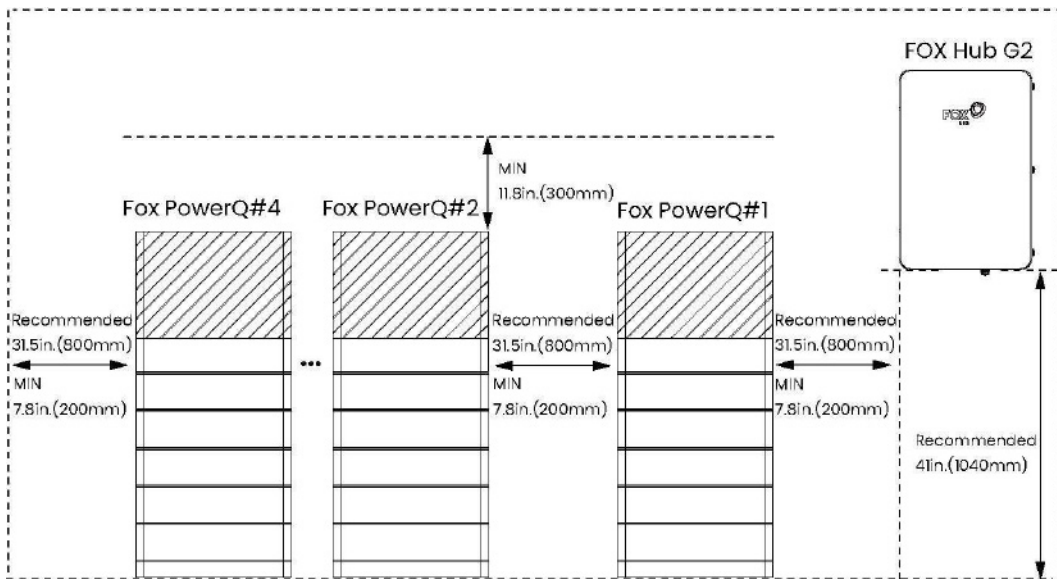 FOX Hub G2
FOX
MIN
11.8in.(300mm)
Fox PowerQ#4
Fox PowerQ#2
Fox PowerQ#1
Recommended
31.5in.(800mm)
MIN
7.8in.(200mm)
•••
Recommended
31.5in.(800mm)
MIN
7.8in.(200mm)
Recommended
31.5in.(800mm)
MIN
7.8in.(200mm)
Recommended
41in.(1040mm)